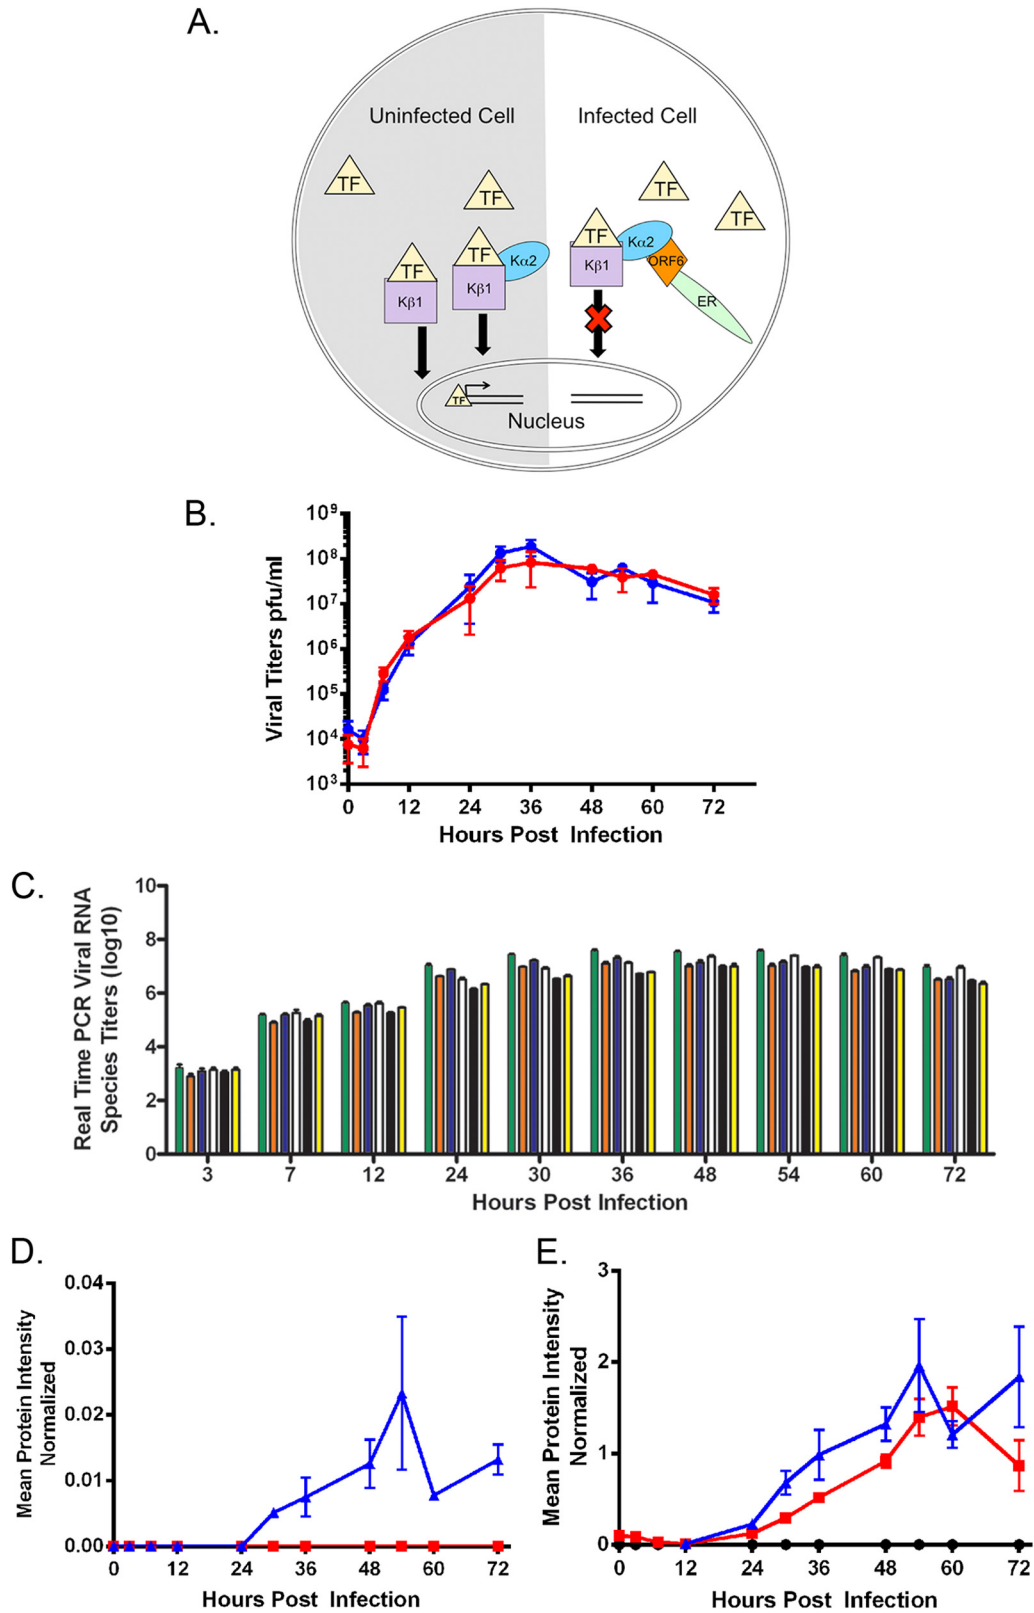 A.
Uninfected Cell
Infected Cell
TF
TF
TF
TF
TF
TF
TF
Kα2
Kα2
ORF6
ER
Kβ1
Kβ1
Kβ1
TF
Nucleus
B.
Viral Titers pfu/ml
10⁹
10⁸
10⁷
10⁶
10⁵
10⁴
10³
0 12 24 36 48 60 72
Hours Post Infection
C.
Real Time PCR Viral RNA
Species Titers (log10)
10
8
6
4
2
0
3 7 12 24 30 36 48 54 60 72
Hours Post Infection
D.
Mean Protein Intensity
Normalized
0.04
0.03
0.02
0.01
0.00
0 12 24 36 48 60 72
Hours Post Infection
E.
Mean Protein Intensity
Normalized
3
2
1
0
0 12 24 36 48 60 72
Hours Post Infection